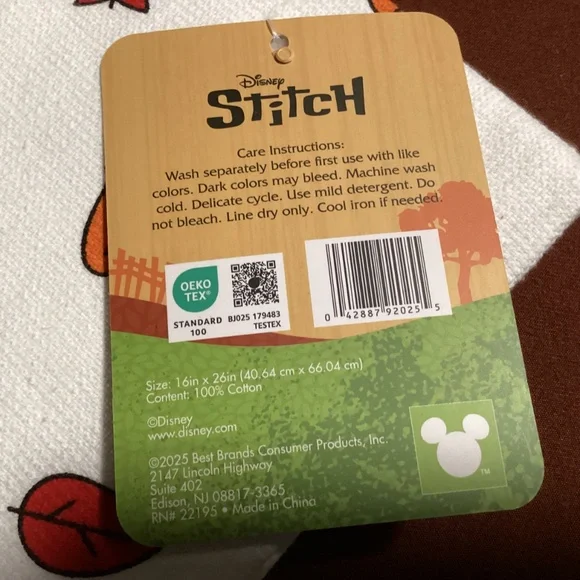 Disney
Stitch
Care Instructions:
Wash separately before first use with like
colors. Dark colors may bleed. Machine wash
cold. Delicate cycle. Use mild detergent. Do
not bleach. Line dry only. Cool iron if needed.
OEKO
TEX®
STANDARD
100
BJ025 179483
TESTEX
0 42887 92025 5
Size: 16in x 26in (40.64 cm x 66.04 cm)
Content: 100% Cotton
©Disney
www.disney.com
©2025 Best Brands Consumer Products, Inc.
2147 Lincoln Highway
Suite 402
Edison, NJ 08817-3365
RN# 22195 • Made in China
TM